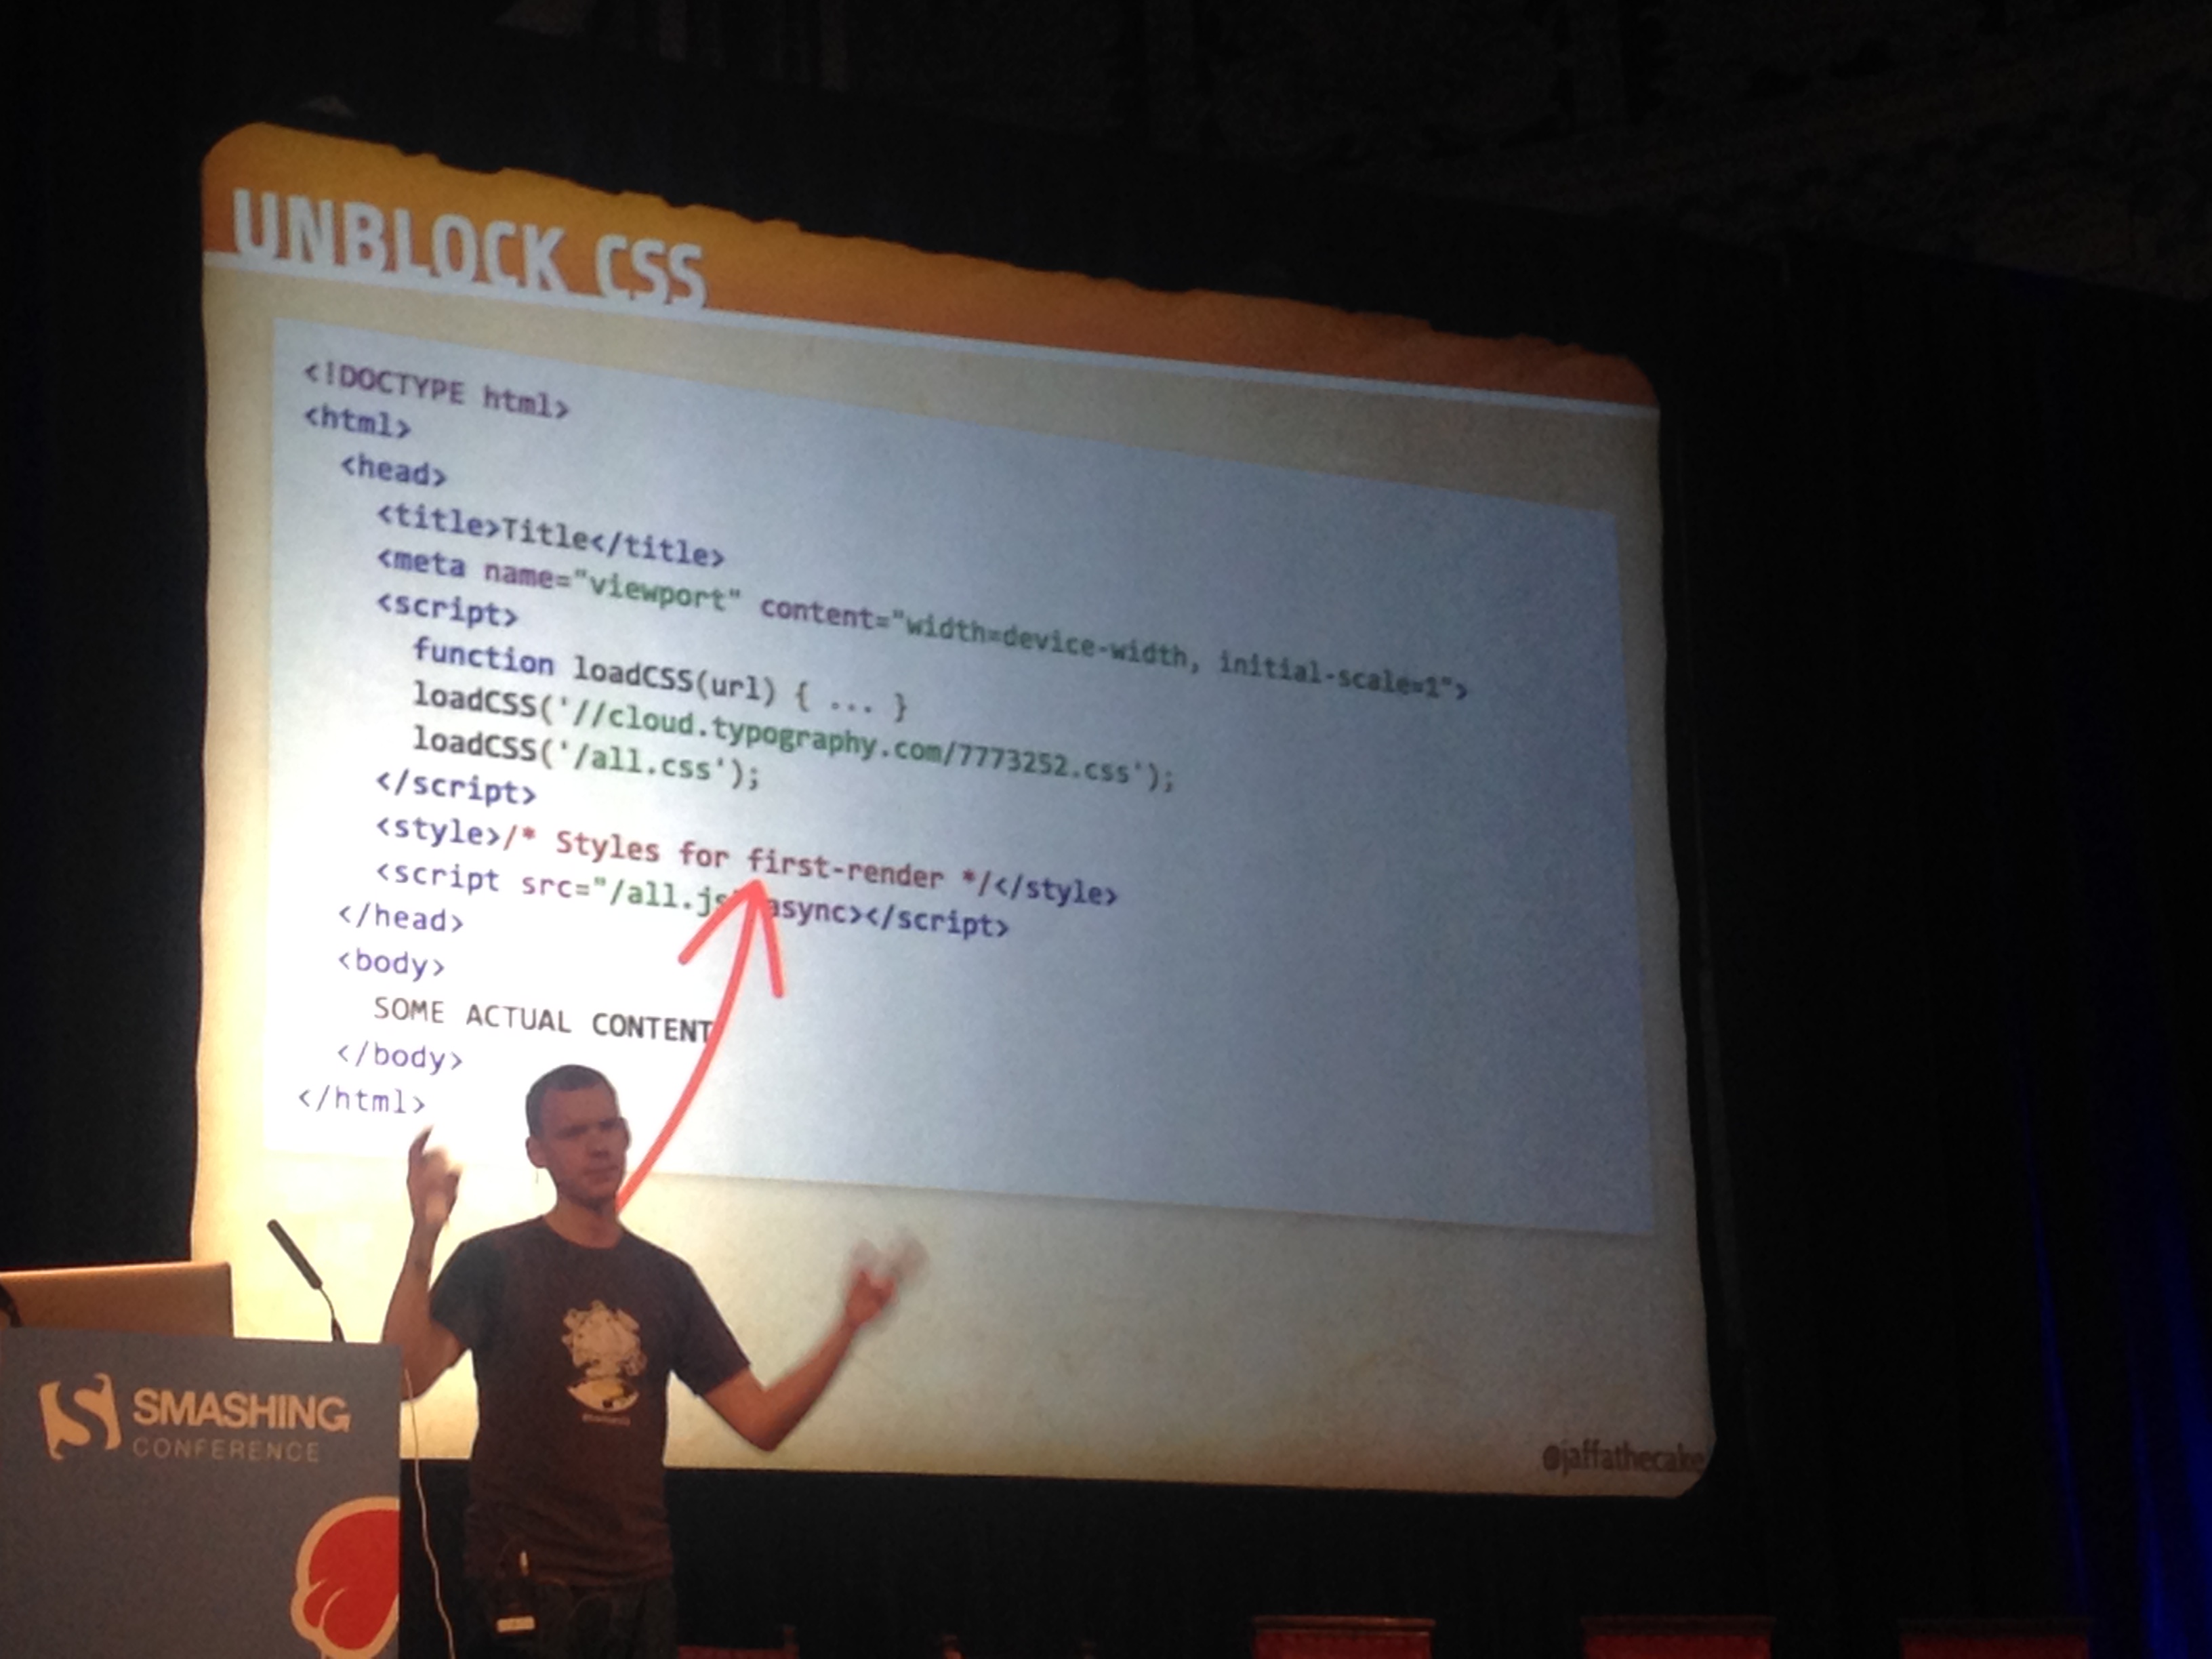 UNBLOCK CSS
<!DOCTYPE html>
<html>
<head>
<title>Title</title>
<meta name="viewport" content="width=device-width, initial-scale=1">
<script>
function loadCSS(url) { ... }
loadCSS('//cloud.typography.com/7773252.css');
loadCSS('/all.css');
</script>
<style>/* Styles for first-render */</style>
<script src="/all.js" async></script>
</head>
<body>
SOME ACTUAL CONTENT
</body>
</html>
@jaffathecake
SMASHING
CONFERENCE